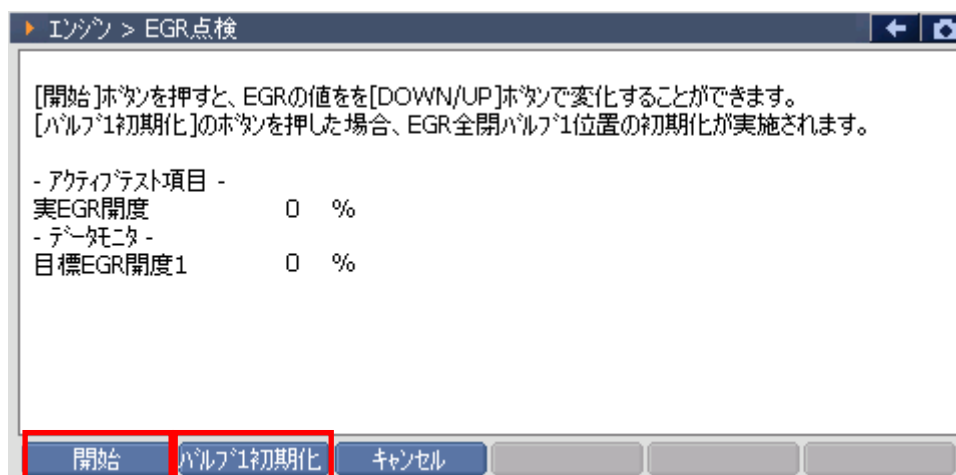 エンジン > EGR点検
[開始]ボタンを押すと、EGRの値をを[DOWN/UP]ボタンで変化することができます。
[バルブ1初期化]のボタンを押した場合、EGR全閉バルブ1位置の初期化が実施されます。
- アクティブテスト項目 -
実EGR開度 0 %
- データモニタ -
目標EGR開度1 0 %
開始 バルブ1初期化 キャンセル